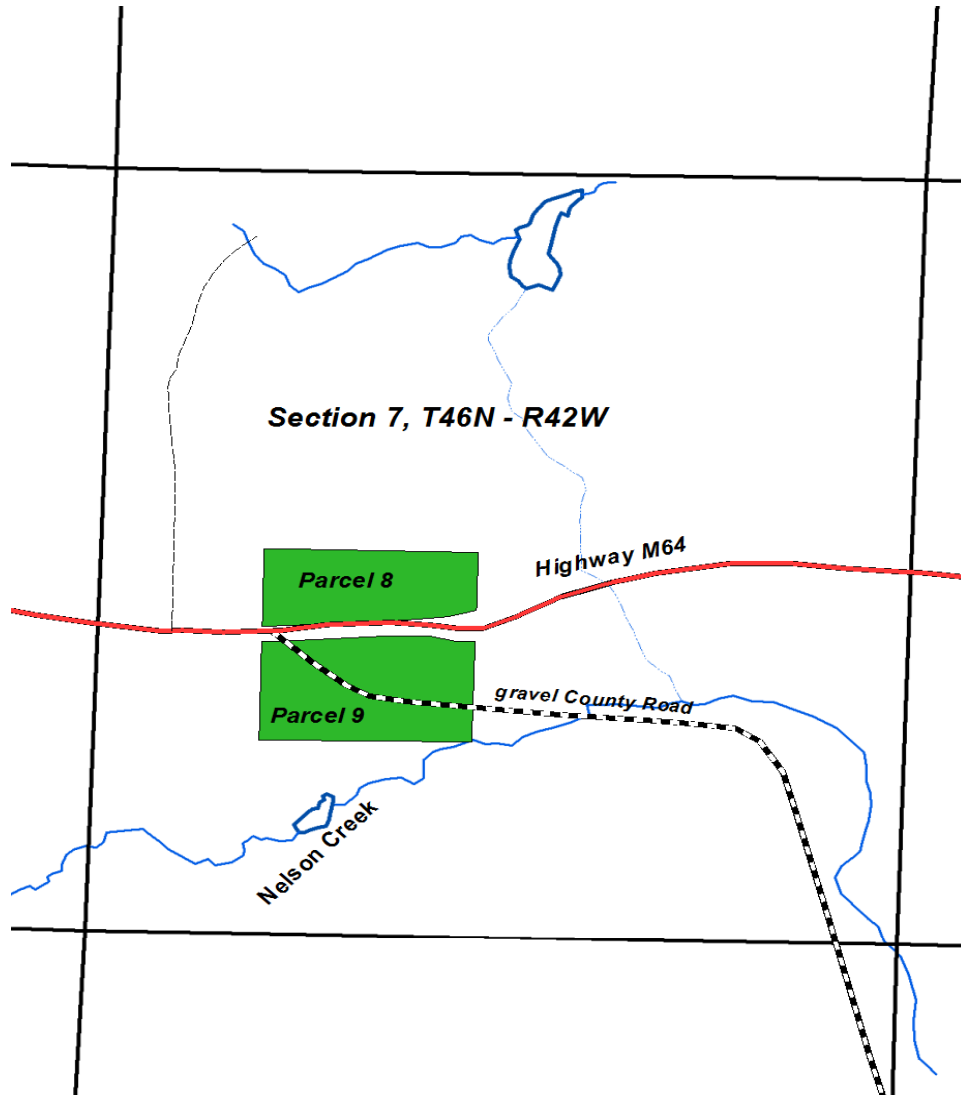 Section 7, T46N - R42W
Highway M64
Parcel 8
gravel County Road
Parcel 9
Nelson Creek